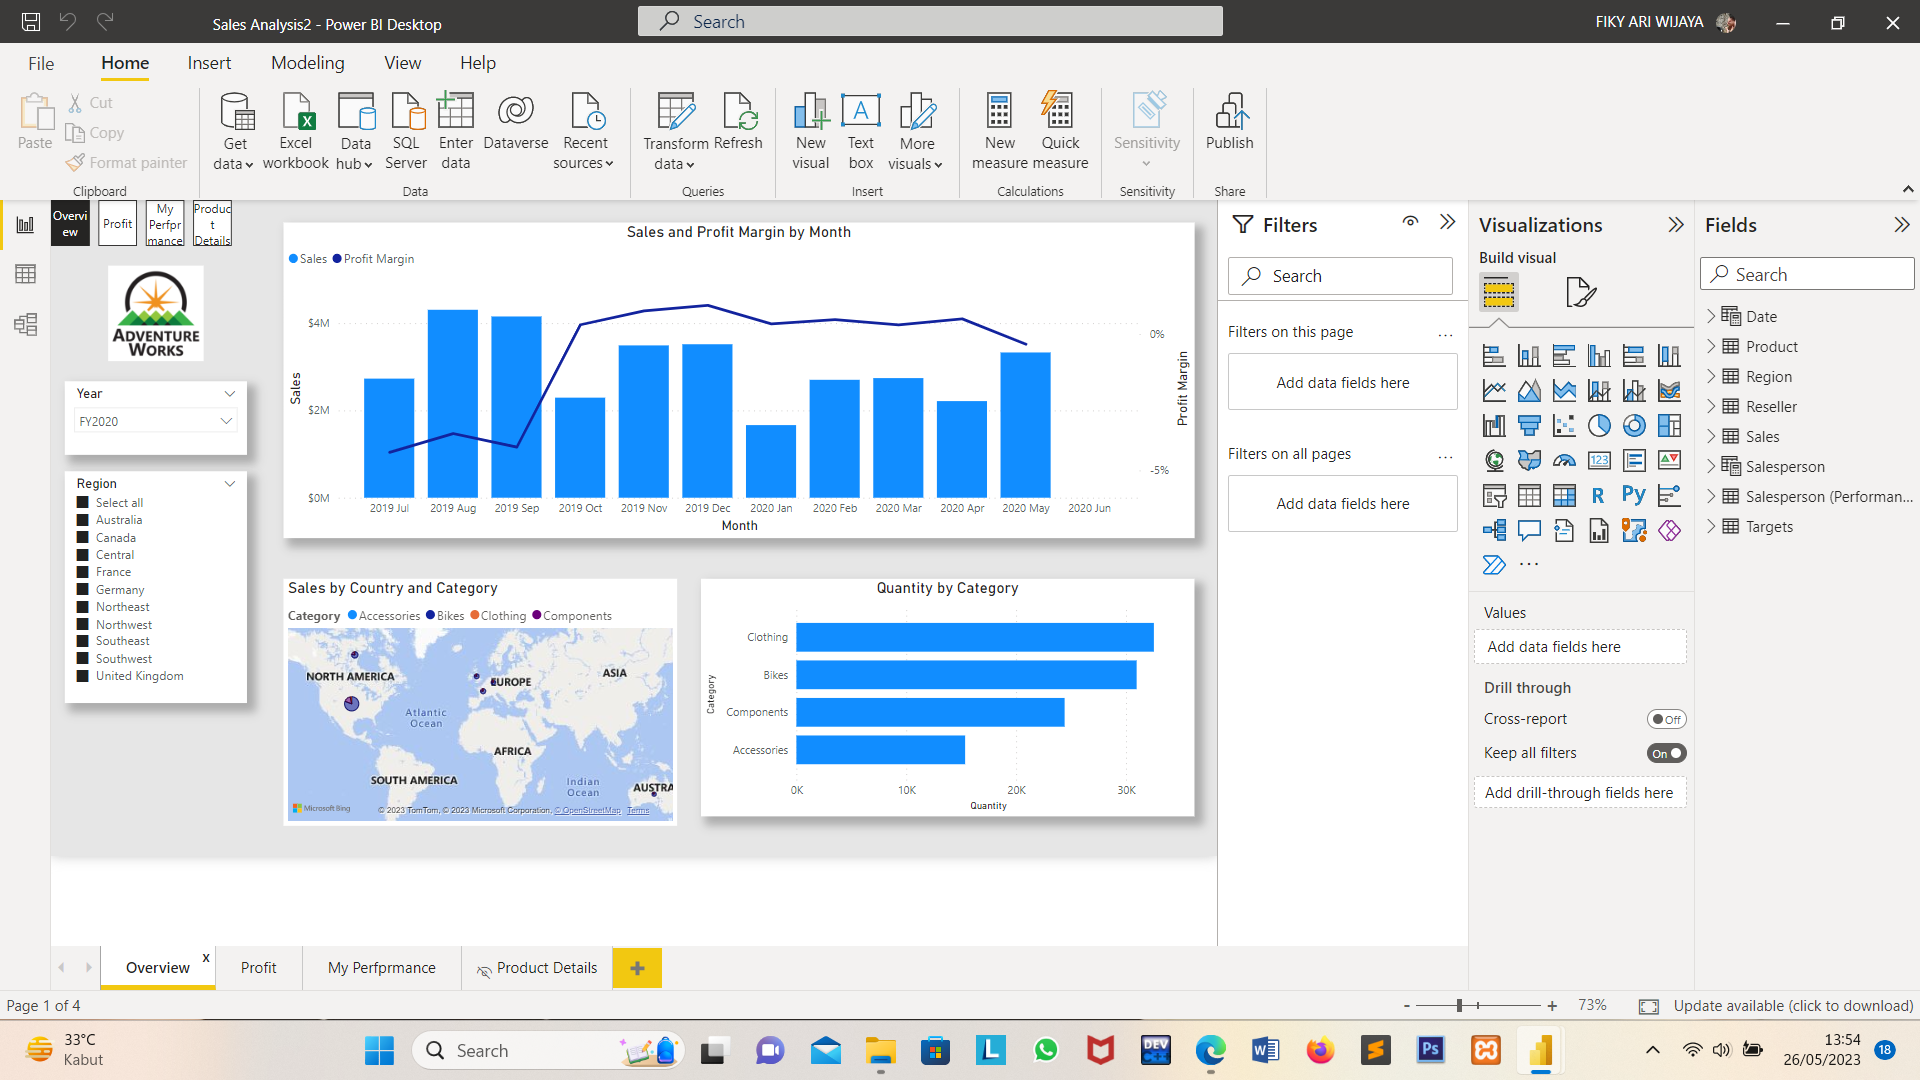 Sales Analysis2 - Power BI Desktop
Search
FIKY ARI WIJAYA
File
Home
Insert
Modeling
View
Help
Paste
Cut
Copy
Format painter
Clipboard
Get data
Excel workbook
Data hub
SQL Server
Enter data
Dataverse
Recent sources
Data
Transform data
Refresh
Queries
New visual
Text box
More visuals
Insert
New measure
Quick measure
Calculations
Sensitivity
Sensitivity
Publish
Share
Overvi
ew
Profit
My
Perfpr
mance
Produc
t
Details
ADVENTURE
WORKS
Year
FY2020
Region
Select all
Australia
Canada
Central
France
Germany
Northeast
Northwest
Southeast
Southwest
United Kingdom
Sales and Profit Margin by Month
Sales Profit Margin
$4M
$2M
$0M
Sales
0%
-5%
Profit Margin
2019 Jul 2019 Aug 2019 Sep 2019 Oct 2019 Nov 2019 Dec 2020 Jan 2020 Feb 2020 Mar 2020 Apr 2020 May 2020 Jun
Month
Sales by Country and Category
Category Accessories Bikes Clothing Components
NORTH AMERICA
EUROPE
ASIA
Atlantic
Ocean
AFRICA
SOUTH AMERICA
Indian
Ocean
AUSTRA
Microsoft Bing
© 2023 TomTom, © 2023 Microsoft Corporation, © OpenStreetMap Terms
Quantity by Category
Category
Clothing
Bikes
Components
Accessories
0K 10K 20K 30K
Quantity
Filters
Search
Filters on this page
...
Add data fields here
Filters on all pages
...
Add data fields here
Visualizations
Build visual
123
R
Py
...
Values
Add data fields here
Drill through
Cross-report
Off
Keep all filters
On
Add drill-through fields here
Fields
Search
Date
Product
Region
Reseller
Sales
Salesperson
Salesperson (Performan...
Targets
Overview
x
Profit
My Perfprmance
Product Details
+
Page 1 of 4
- + 73%
Update available (click to download)
33°C
Kabut
Search
L
DEV
C++
W
S
Ps
13:54
26/05/2023
18